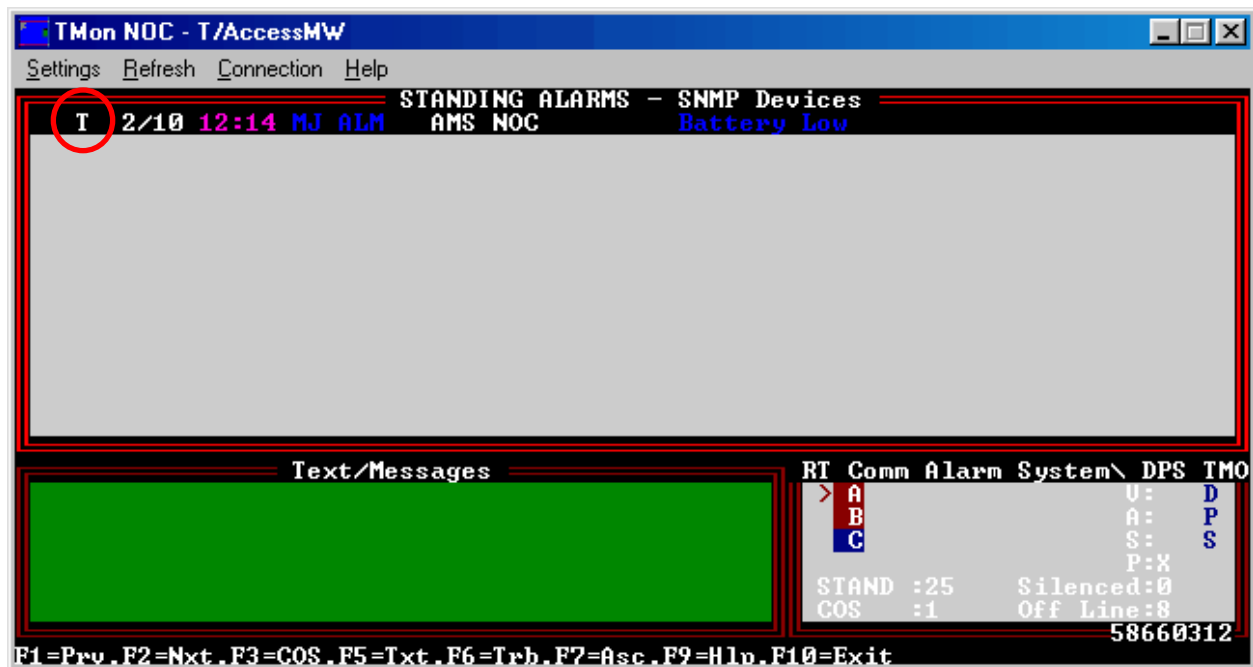 TMon NOC - T/AccessMW
Settings Refresh Connection Help
STANDING ALARMS - SNMP Devices
T 2/10 12:14 MJ ALM AMS NOC Battery Low
Text/Messages
RT Comm Alarm System\ DPS TMO
> A V: D
B A: P
C S: S
P:X
STAND :25 Silenced:0
COS :1 Off Line:8
58660312
F1=Prv.F2=Nxt.F3=COS.F5=Txt.F6=Trb.F7=Asc.F9=Hlp.F10=Exit